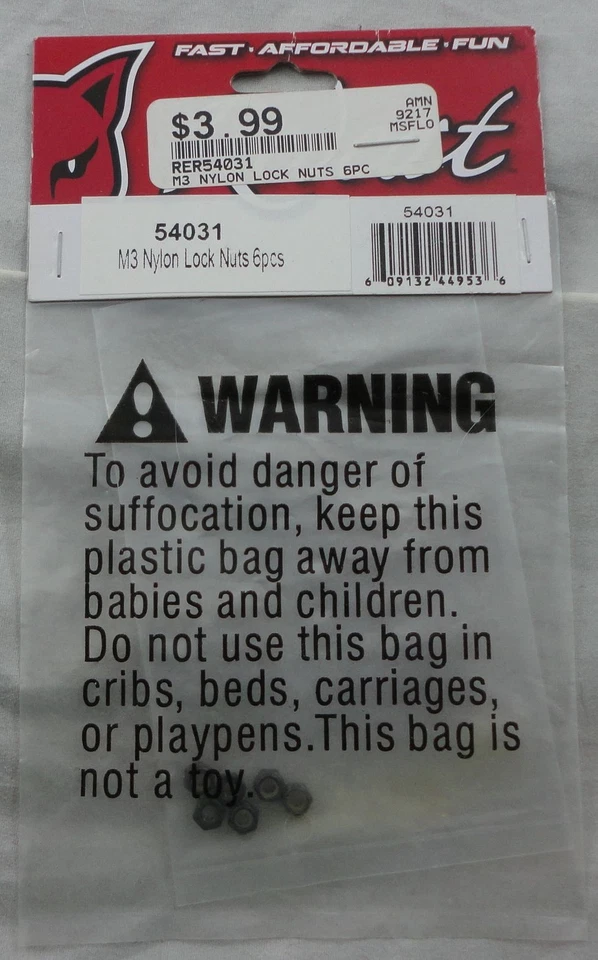 FAST · AFFORDABLE · FUN
$3.99
AMN
9217
MSFLO
RER54031
M3 NYLON LOCK NUTS 6PC
54031
M3 Nylon Lock Nuts 6pcs
54031
6 09132 44953 6
WARNING
To avoid danger of
suffocation, keep this
plastic bag away from
babies and children.
Do not use this bag in
cribs, beds, carriages,
or playpens.This bag is
not a toy.